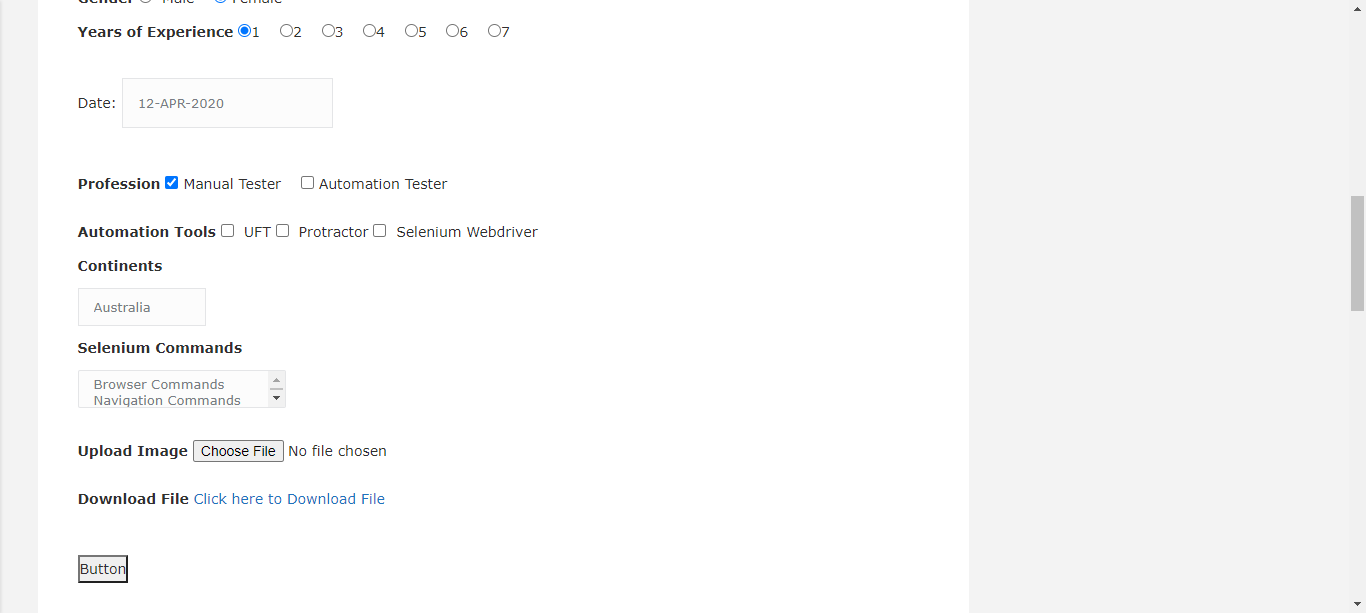 Gender Male Female
Years of Experience 1 2 3 4 5 6 7
Date: 12-APR-2020
Profession Manual Tester Automation Tester
Automation Tools UFT Protractor Selenium Webdriver
Continents
Australia
Selenium Commands
Browser Commands
Navigation Commands
Upload Image Choose File No file chosen
Download File Click here to Download File
Button